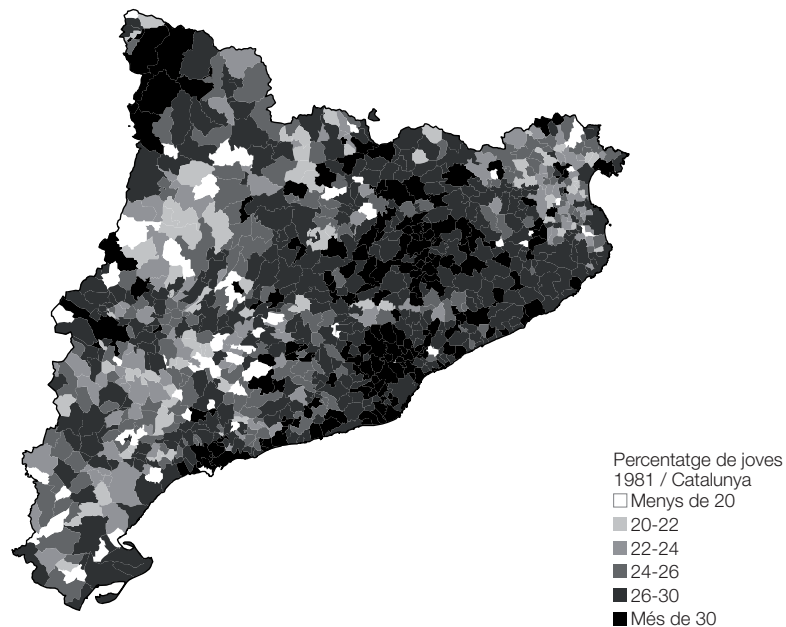 Percentatge de joves
1981 / Catalunya
Menys de 20
20-22
22-24
24-26
26-30
Més de 30